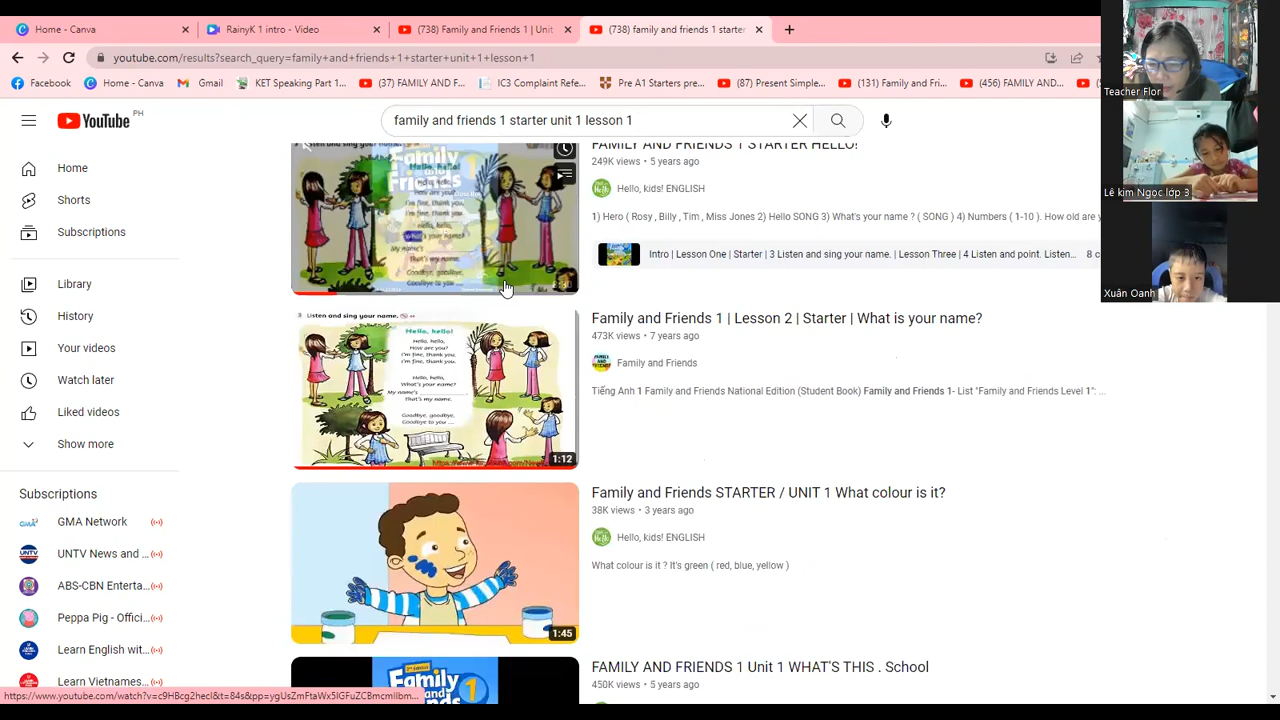 Home - Canva
RainyK 1 intro - Video
(738) Family and Friends 1 | Unit
(738) family and friends 1 starter
youtube.com/results?search_query=family+and+friends+1+starter+unit+1+lesson+1
Facebook
Home - Canva
Gmail
KET Speaking Part 1...
(37) FAMILY AND F...
IC3 Complaint Refe...
Pre A1 Starters pre...
(87) Present Simple...
(131) Family and Fri...
(456) FAMILY AND...
Teacher Flor
Lê kim Ngọc lớp 3
Xuân Oanh
YouTube PH
family and friends 1 starter unit 1 lesson 1
Home
Shorts
Subscriptions
Library
History
Your videos
Watch later
Liked videos
Show more
Subscriptions
GMA Network
UNTV News and ...
ABS-CBN Enterta...
Peppa Pig - Offici...
Learn English wit...
Learn Vietnames...
FAMILY AND FRIENDS 1 STARTER HELLO!
249K views • 5 years ago
Hello, kids! ENGLISH
1) Hero ( Rosy , Billy , Tim , Miss Jones 2) Hello SONG 3) What's your name ? ( SONG ) 4) Numbers ( 1-10 ). How old are y
Intro | Lesson One | Starter | 3 Listen and sing your name. | Lesson Three | 4 Listen and point. Listen...
8 c
3 Listen and sing your name.
Hello, hello!
Hello, hello,
How are you?
I'm fine, thank you,
I'm fine, thank you.
Hello, hello,
What's your name?
My name's
That's my name.
Goodbye, goodbye,
Goodbye to you ....
1:12
Family and Friends 1 | Lesson 2 | Starter | What is your name?
473K views • 7 years ago
Family and Friends
Tiếng Anh 1 Family and Friends National Edition (Student Book) Family and Friends 1- List "Family and Friends Level 1": ...
1:45
Family and Friends STARTER / UNIT 1 What colour is it?
38K views • 3 years ago
Hello, kids! ENGLISH
What colour is it ? It's green ( red, blue, yellow )
Family and Friends 1
FAMILY AND FRIENDS 1 Unit 1 WHAT'S THIS . School
450K views • 5 years ago